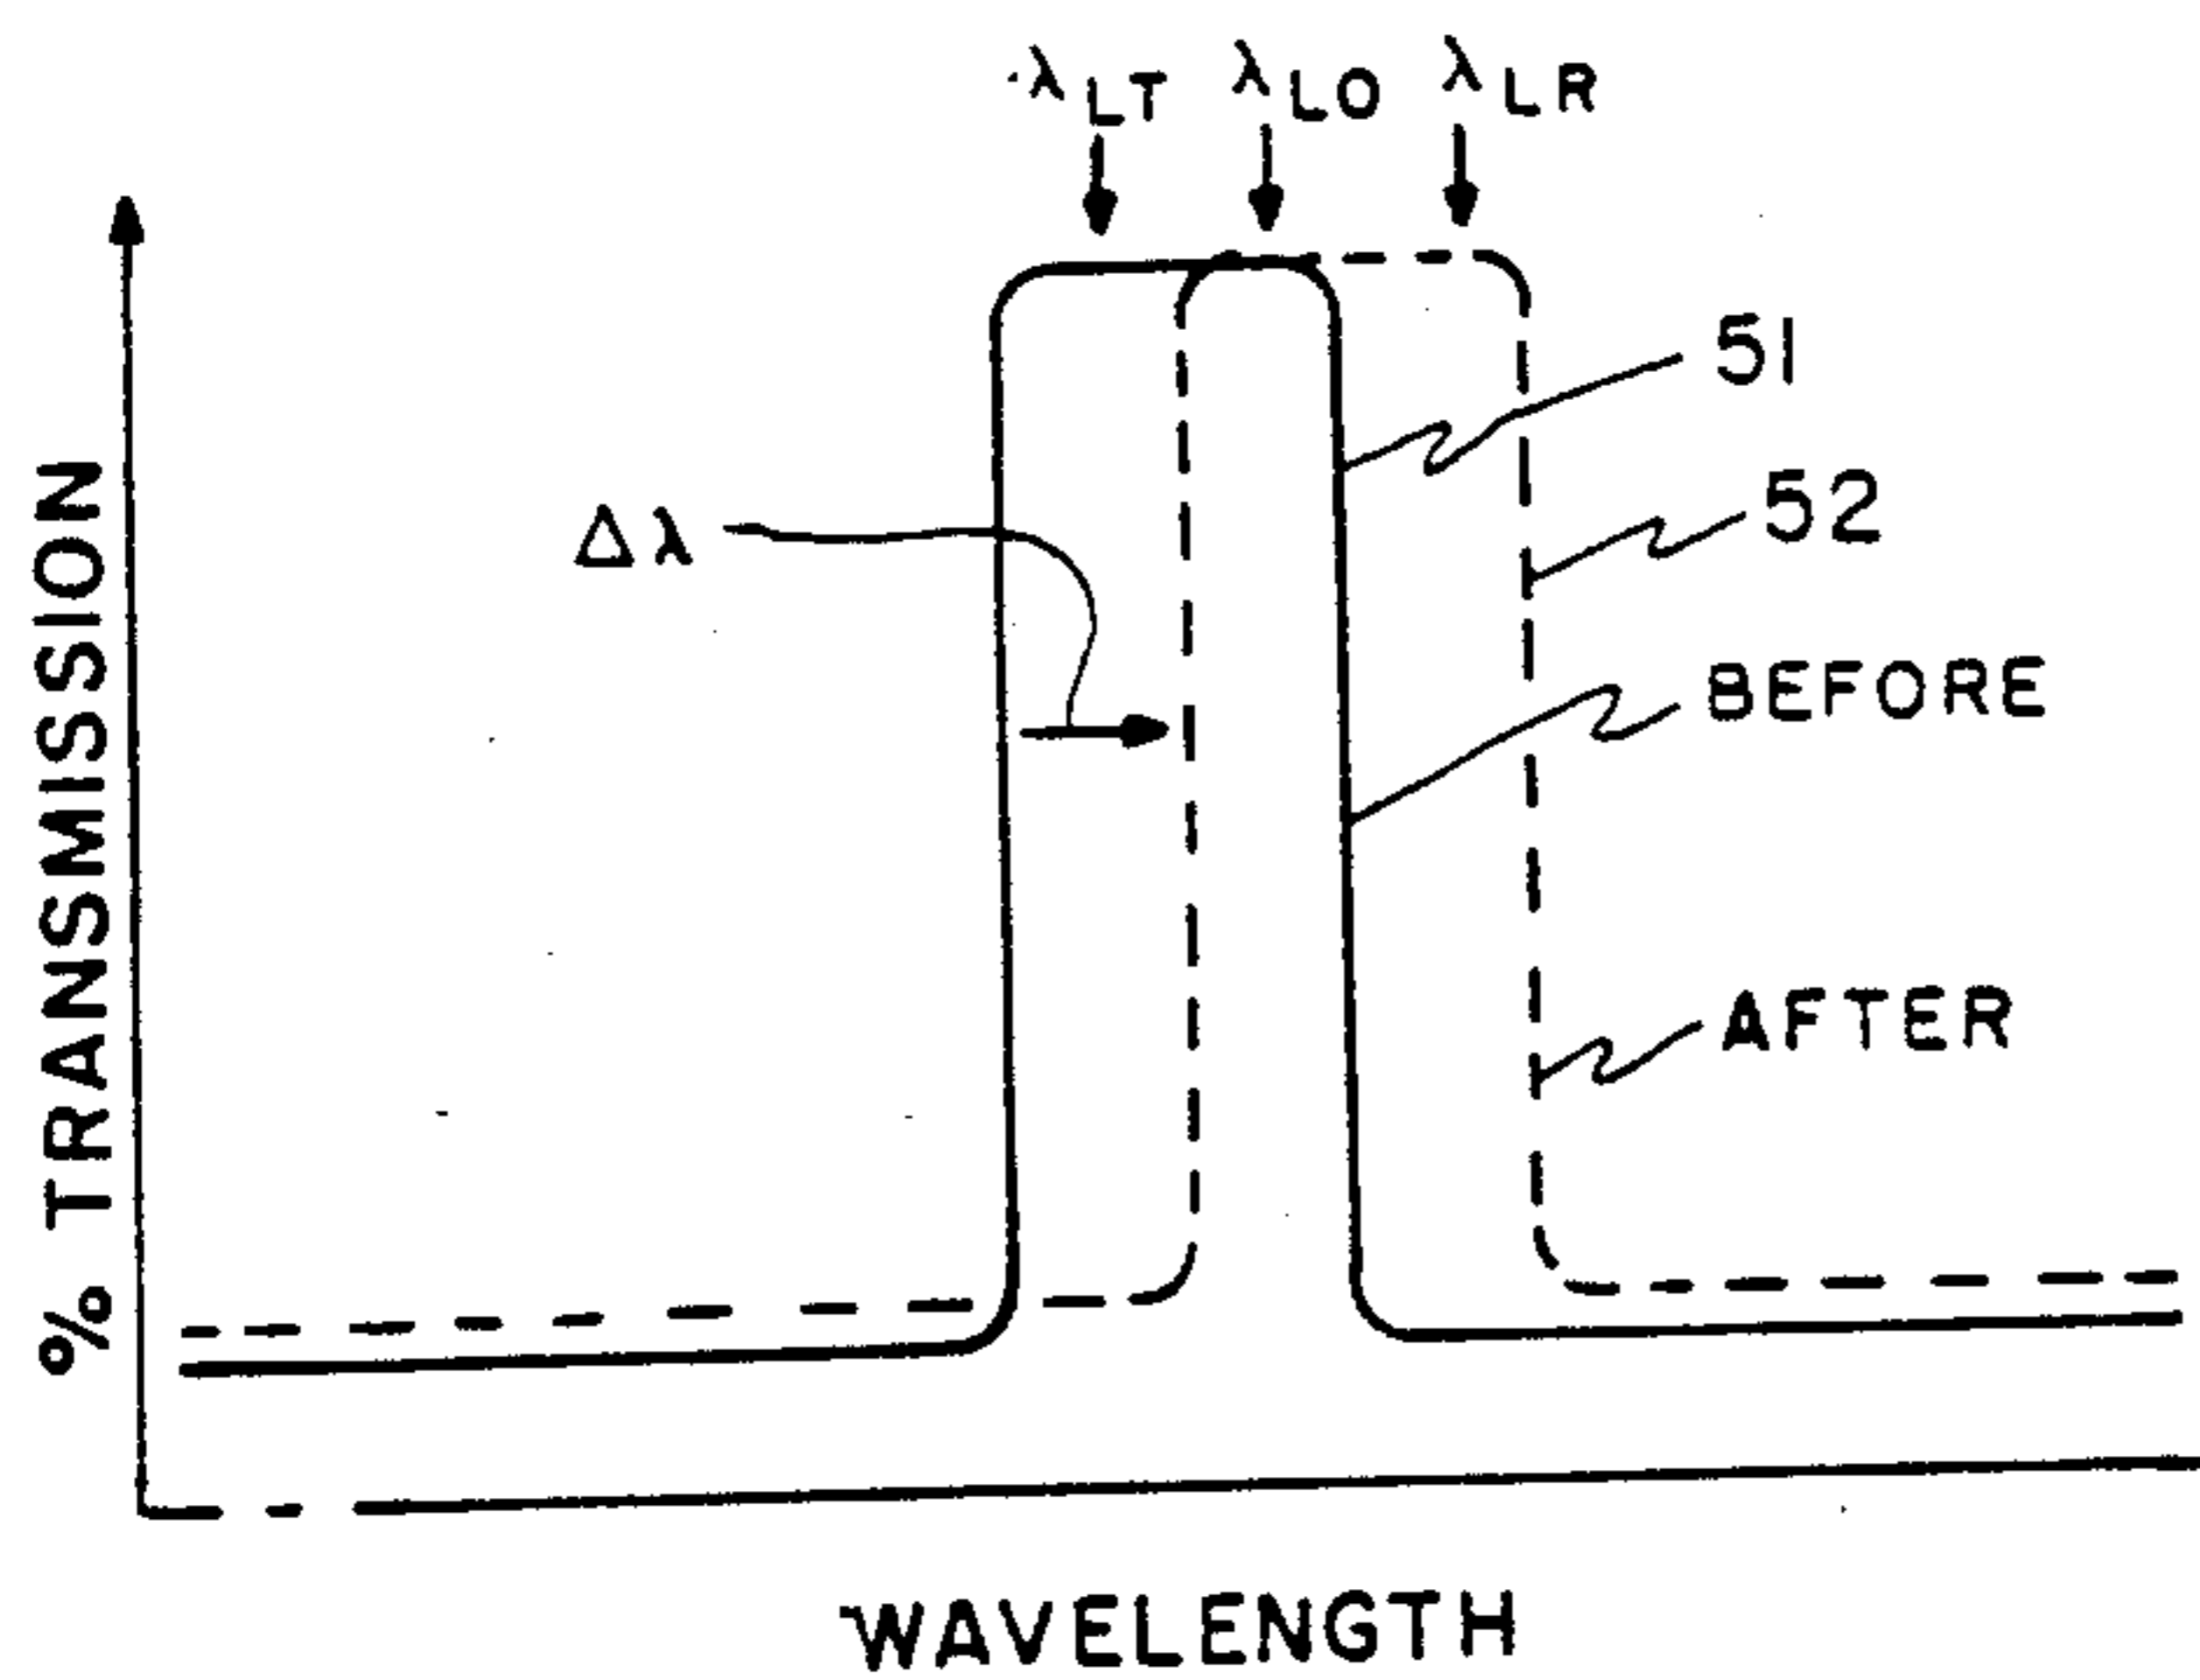 λLT λLO λLR
51
52
Δλ
BEFORE
AFTER
% TRANSMISSION
WAVELENGTH